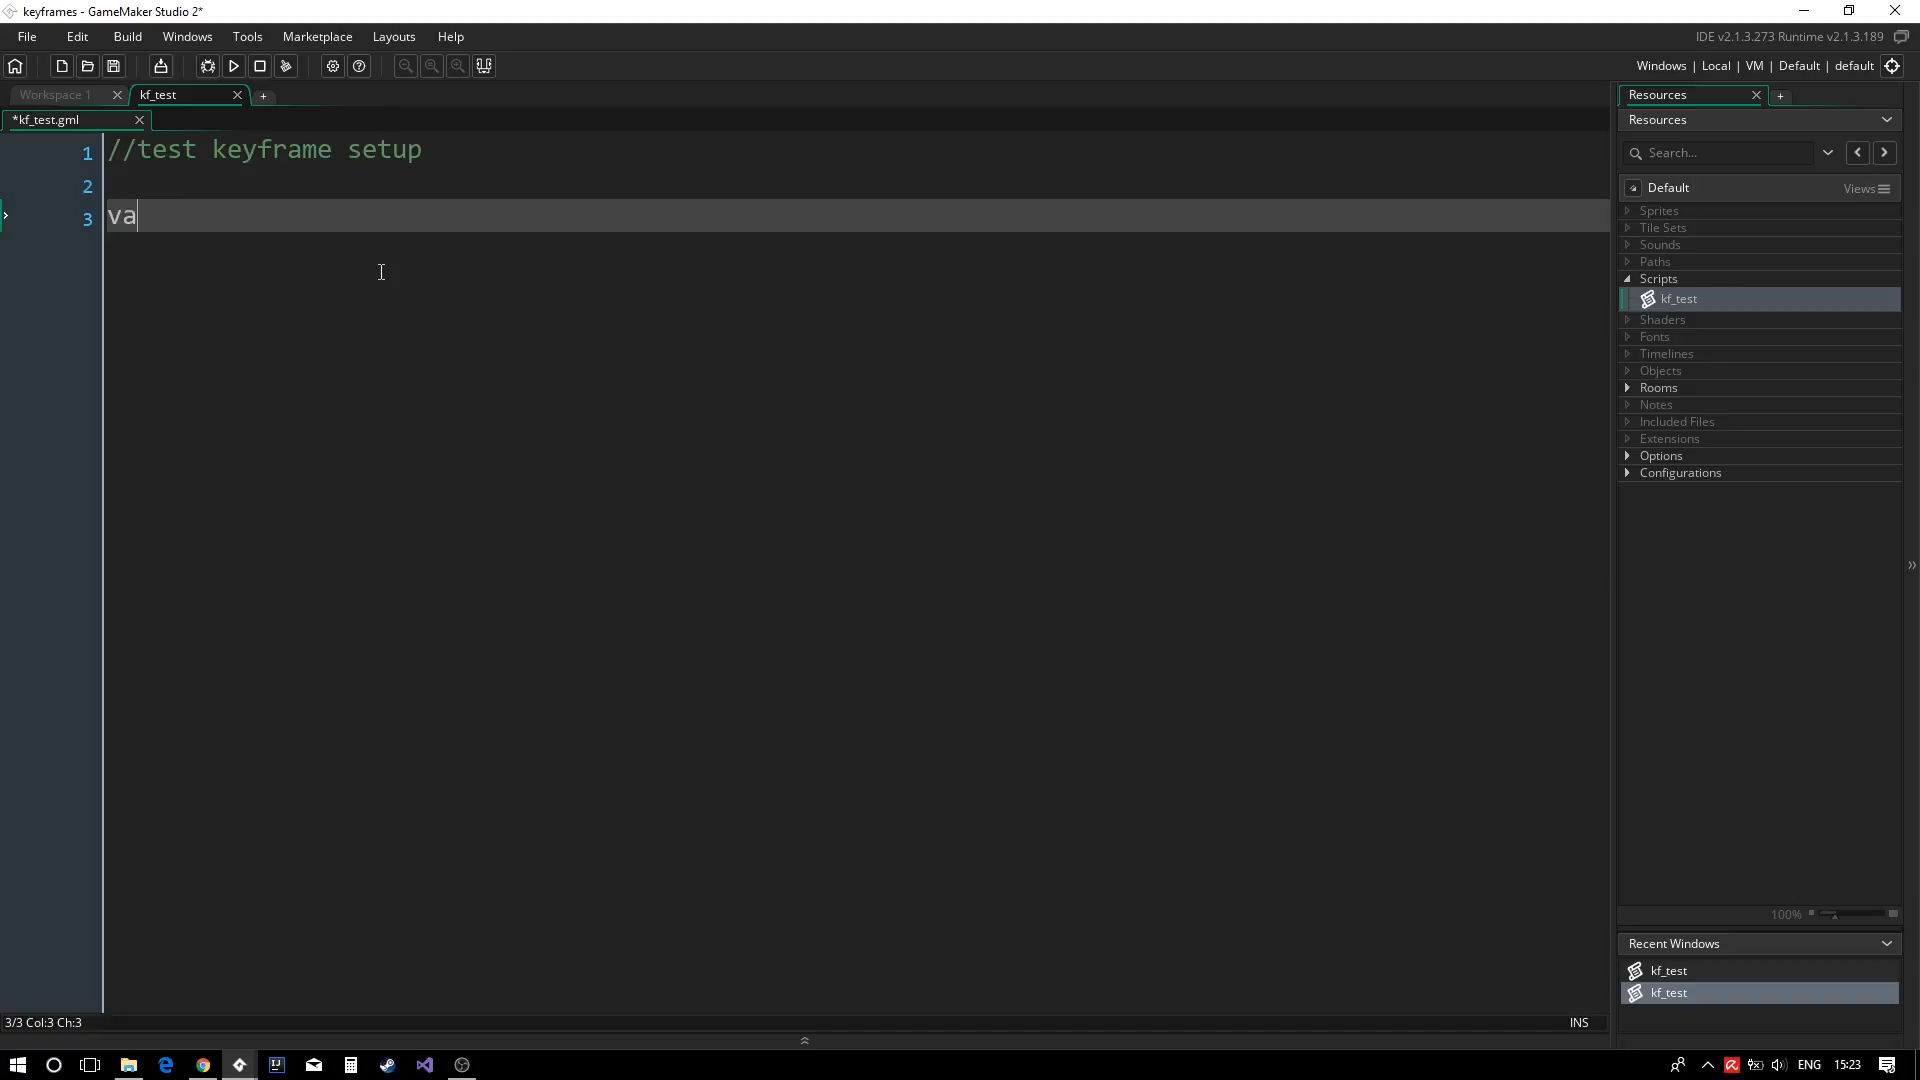 keyframes - GameMaker Studio 2*
File Edit Build Windows Tools Marketplace Layouts Help
IDE v2.1.3.273 Runtime v2.1.3.189
Windows | Local | VM | Default | default
Workspace 1
kf_test
+
Resources
+
*kf_test.gml
Resources
1 //test keyframe setup
2
3 va
Search...
Default
Views
Sprites
Tile Sets
Sounds
Paths
Scripts
kf_test
Shaders
Fonts
Timelines
Objects
Rooms
Notes
Included Files
Extensions
Options
Configurations
100%
Recent Windows
kf_test
kf_test
3/3 Col:3 Ch:3
INS
IJ
ENG 15:23